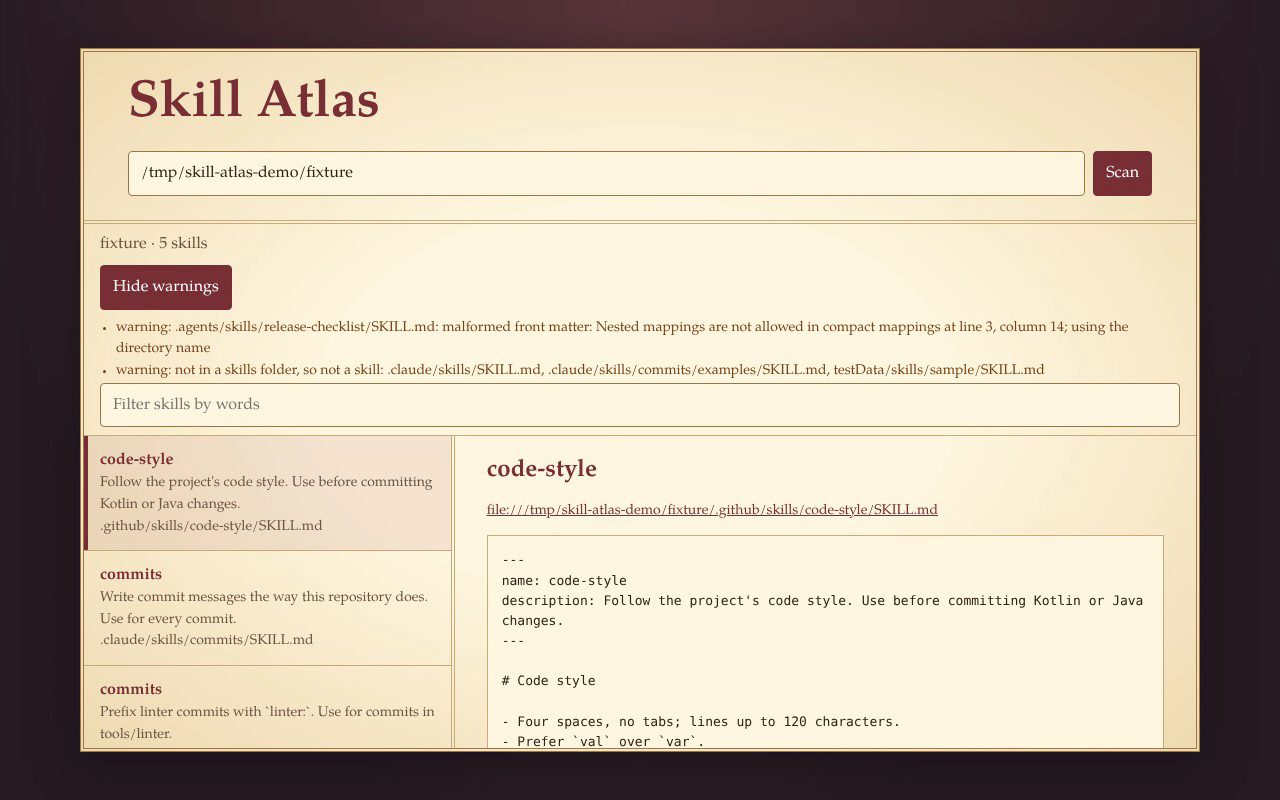 Skill Atlas
/tmp/skill-atlas-demo/fixture
Scan
fixture · 5 skills
Hide warnings
• warning: .agents/skills/release-checklist/SKILL.md: malformed front matter: Nested mappings are not allowed in compact mappings at line 3, column 14; using the
directory name
• warning: not in a skills folder, so not a skill: .claude/skills/SKILL.md, .claude/skills/commits/examples/SKILL.md, testData/skills/sample/SKILL.md
Filter skills by words
code-style
Follow the project's code style. Use before committing
Kotlin or Java changes.
.github/skills/code-style/SKILL.md
commits
Write commit messages the way this repository does.
Use for every commit.
.claude/skills/commits/SKILL.md
commits
Prefix linter commits with `linter:`. Use for commits in
tools/linter.
code-style
file:///tmp/skill-atlas-demo/fixture/.github/skills/code-style/SKILL.md
---
name: code-style
description: Follow the project's code style. Use before committing Kotlin or Java
changes.
---
# Code style
- Four spaces, no tabs; lines up to 120 characters.
- Prefer `val` over `var`.